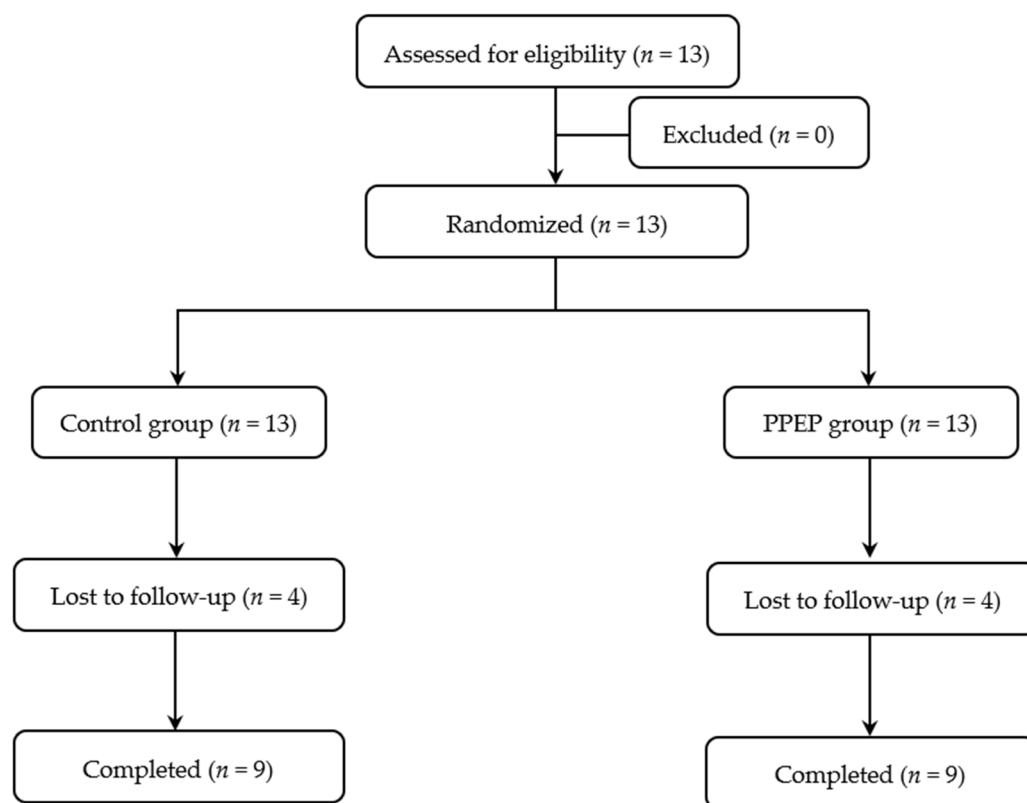 Assessed for eligibility (n = 13)
Excluded (n = 0)
Randomized (n = 13)
Control group (n = 13)
PPEP group (n = 13)
Lost to follow-up (n = 4)
Lost to follow-up (n = 4)
Completed (n = 9)
Completed (n = 9)